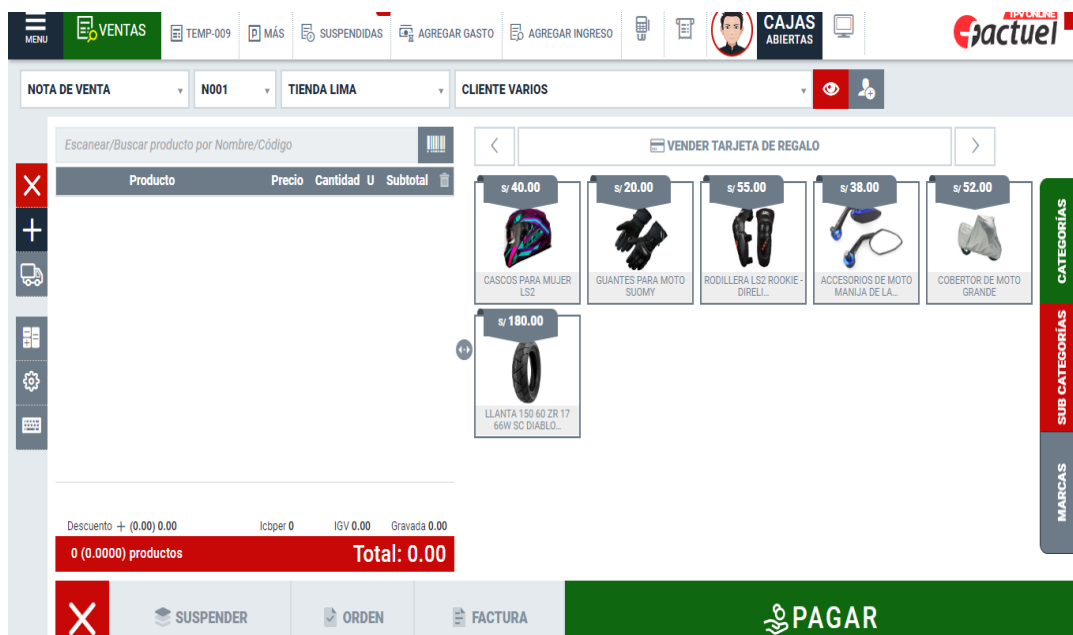 MENU
VENTAS
TEMP-009
P MÁS
SUSPENDIDAS
AGREGAR GASTO
AGREGAR INGRESO
CAJAS
ABIERTAS
TPV ONLINE
Factuel
NOTA DE VENTA
N001
TIENDA LIMA
CLIENTE VARIOS
Escanear/Buscar producto por Nombre/Código
VENDER TARJETA DE REGALO
Producto Precio Cantidad U Subtotal
S/ 40.00
CASCOS PARA MUJER
LS2
S/ 20.00
GUANTES PARA MOTO
SUOMY
S/ 55.00
RODILLERA LS2 ROOKIE -
DIRELI...
S/ 38.00
ACCESORIOS DE MOTO
MANIJA DE LA...
S/ 52.00
COBERTOR DE MOTO
GRANDE
S/ 180.00
LLANTA 150 60 ZR 17
66W SC DIABLO...
CATEGORÍAS
SUB CATEGORÍAS
MARCAS
Descuento + (0.00) 0.00 Icbper 0 IGV 0.00 Gravada 0.00
0 (0.0000) productos Total: 0.00
SUSPENDER
ORDEN
FACTURA
PAGAR